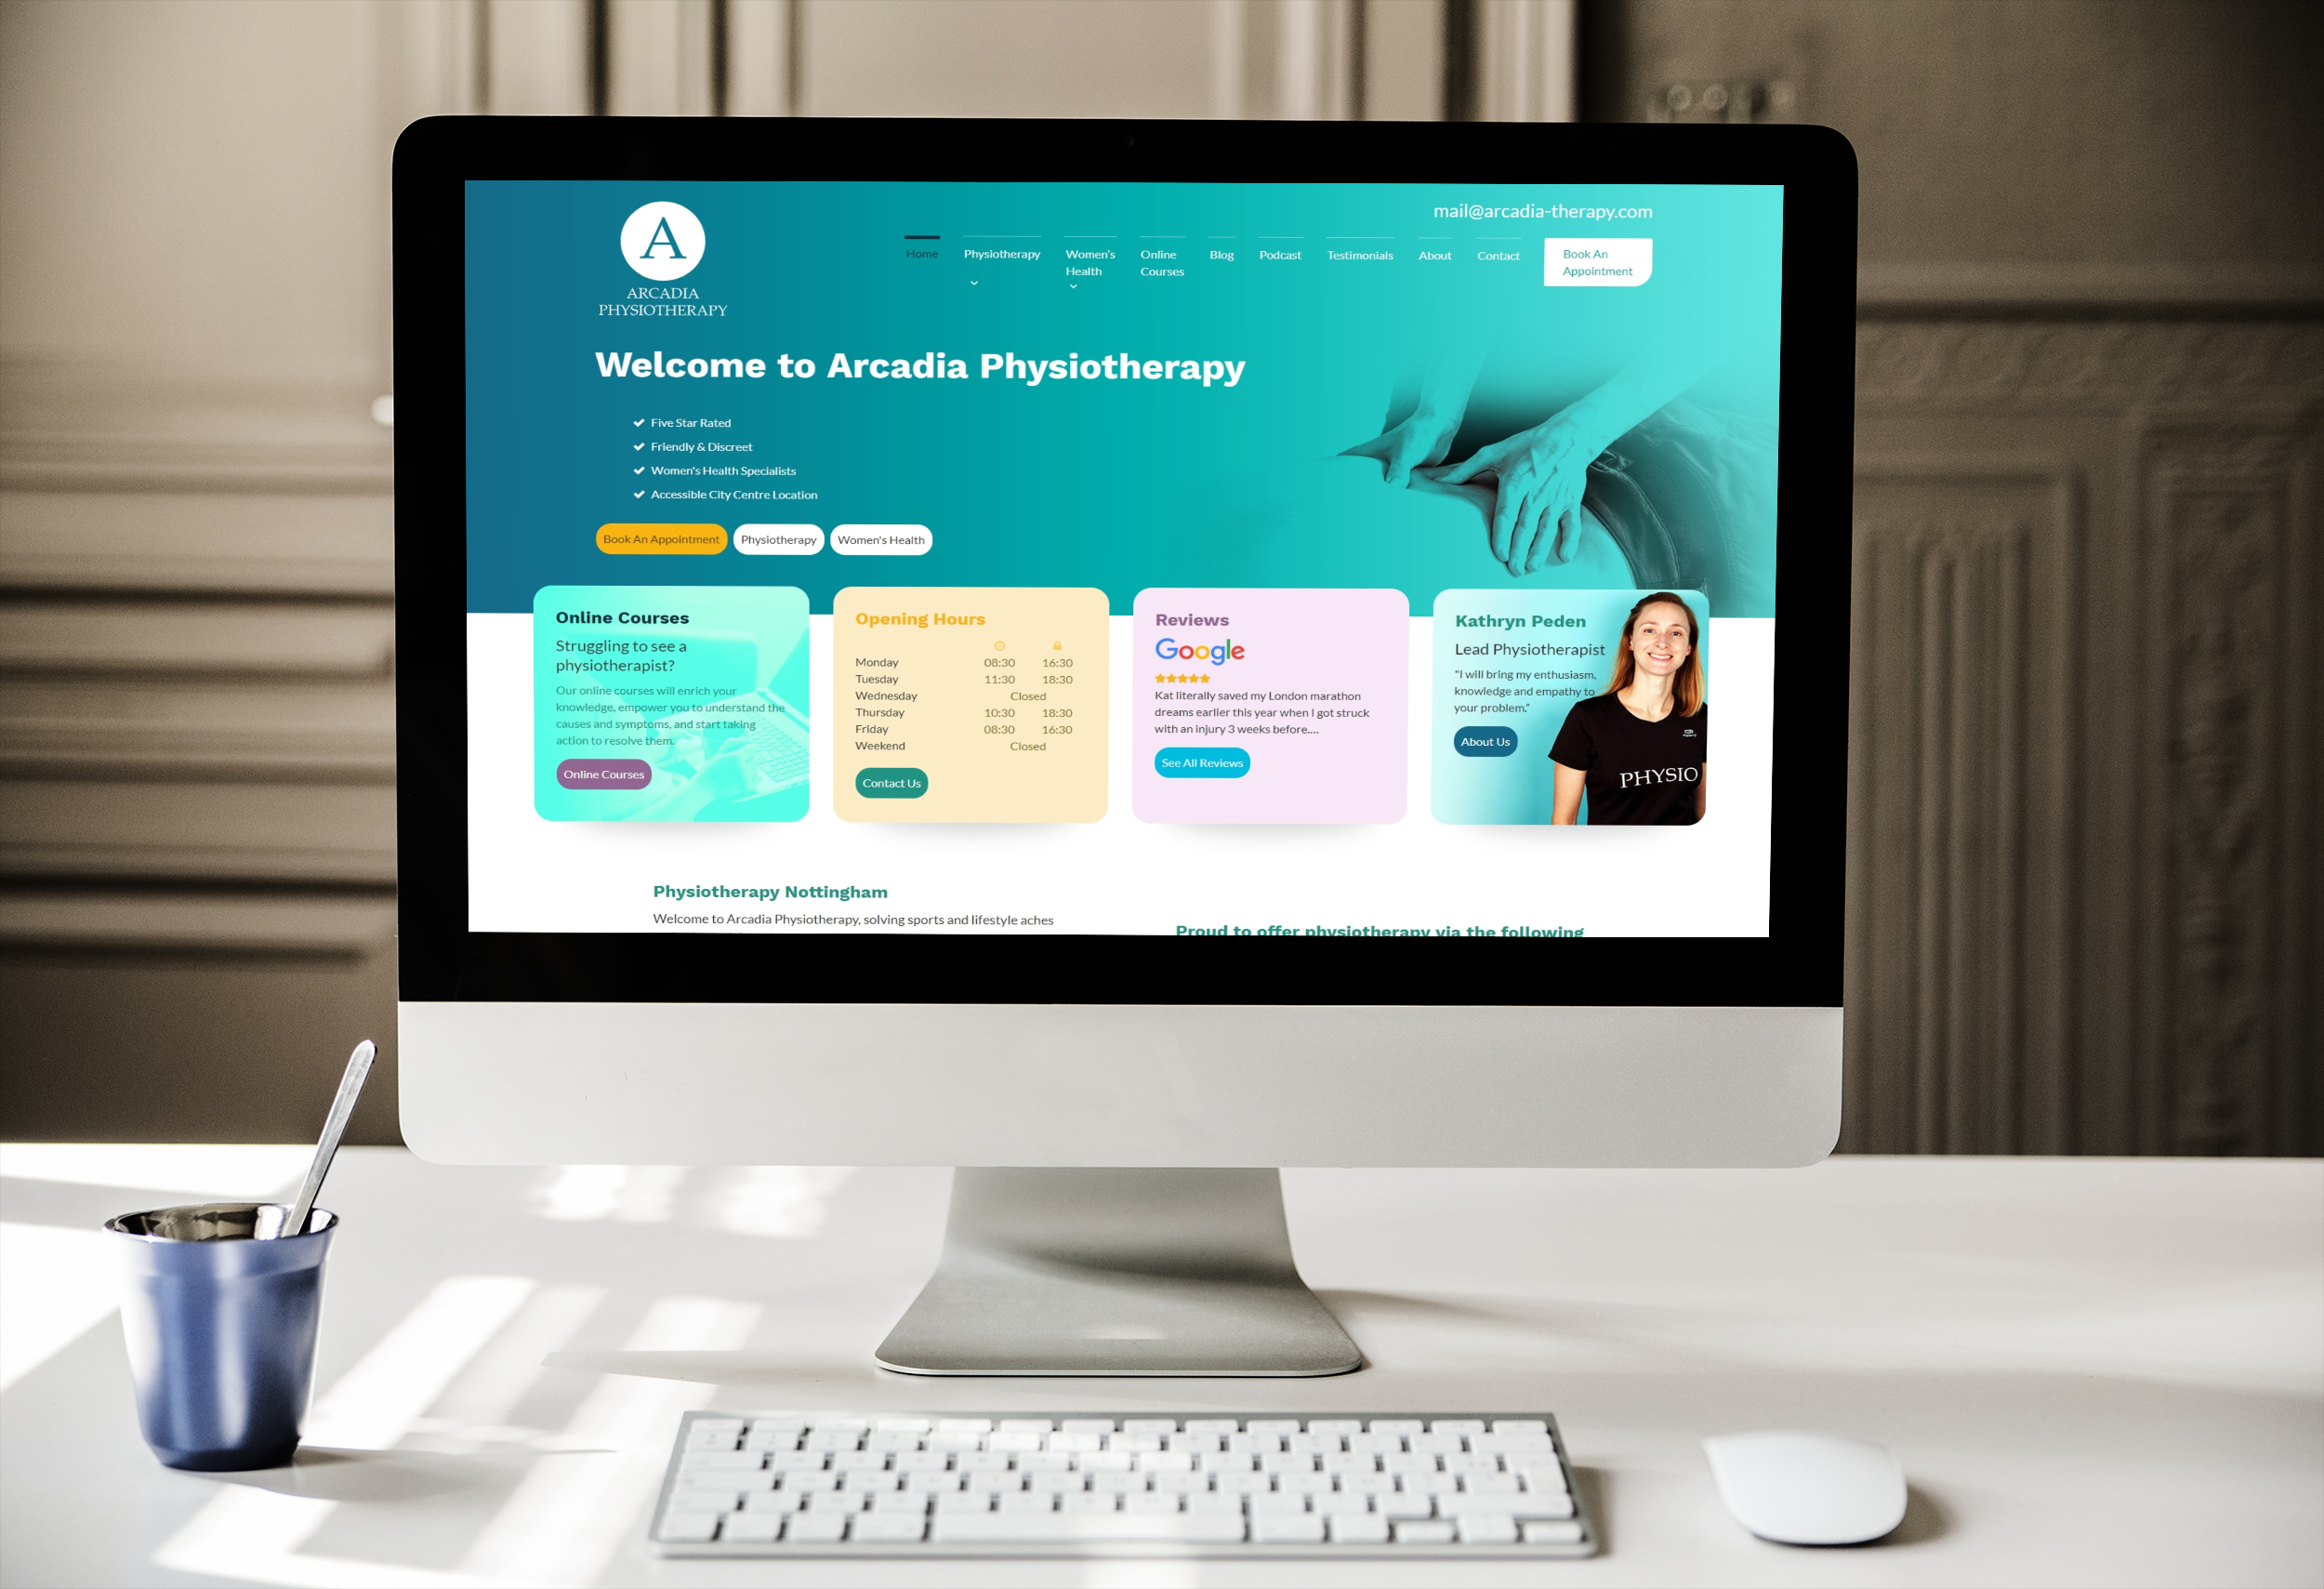 mail@arcadia-therapy.com
A
ARCADIA
PHYSIOTHERAPY
Home
Physiotherapy
Women's
Health
Online
Courses
Blog
Podcast
Testimonials
About
Contact
Book An
Appointment
Welcome to Arcadia Physiotherapy
Five Star Rated
Friendly & Discreet
Women's Health Specialists
Accessible City Centre Location
Book An Appointment
Physiotherapy
Women's Health
Online Courses
Struggling to see a
physiotherapist?
Our online courses will enrich your
knowledge, empower you to understand the
causes and symptoms, and start taking
action to resolve them.
Online Courses
Opening Hours
Monday 08:30 16:30
Tuesday 11:30 18:30
Wednesday Closed
Thursday 10:30 18:30
Friday 08:30 16:30
Weekend Closed
Contact Us
Reviews
Google
Kat literally saved my London marathon
dreams earlier this year when I got struck
with an injury 3 weeks before....
See All Reviews
Kathryn Peden
Lead Physiotherapist
"I will bring my enthusiasm,
knowledge and empathy to
your problem."
About Us
PHYSIO
Physiotherapy Nottingham
Welcome to Arcadia Physiotherapy, solving sports and lifestyle aches
Proud to offer physiotherapy via the following